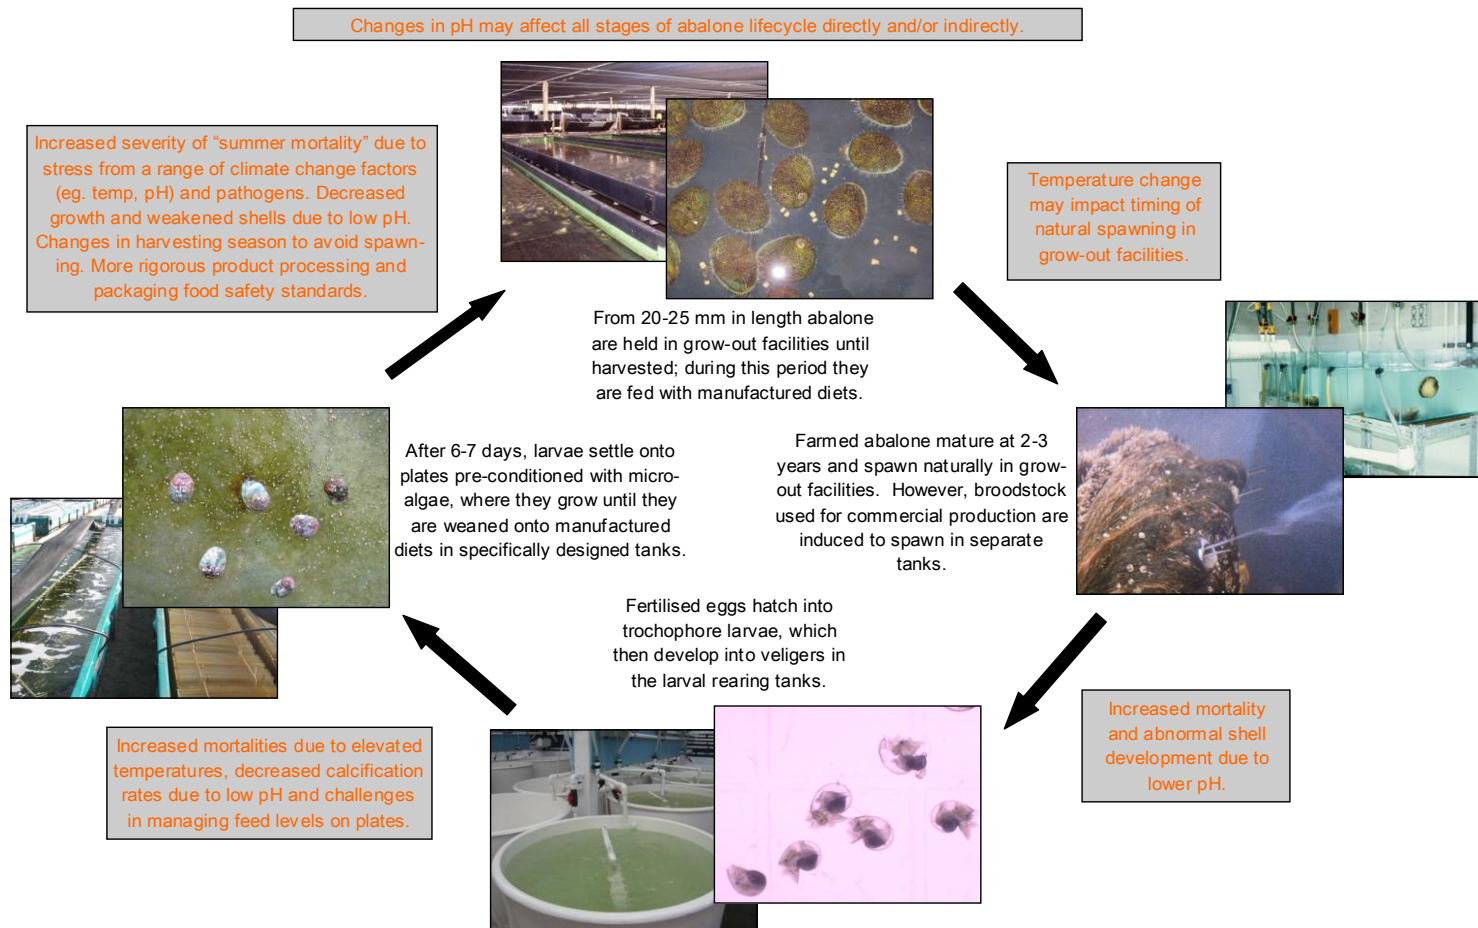 Changes in pH may affect all stages of abalone lifecycle directly and/or indirectly.
Increased severity of “summer mortality” due to
stress from a range of climate change factors
(eg. temp, pH) and pathogens. Decreased
growth and weakened shells due to low pH.
Changes in harvesting season to avoid spawn-
ing. More rigorous product processing and
packaging food safety standards.
Temperature change
may impact timing of
natural spawning in
grow-out facilities.
From 20-25 mm in length abalone
are held in grow-out facilities until
harvested; during this period they
are fed with manufactured diets.
After 6-7 days, larvae settle onto
plates pre-conditioned with micro-
algae, where they grow until they
are weaned onto manufactured
diets in specifically designed tanks.
Farmed abalone mature at 2-3
years and spawn naturally in grow-
out facilities.  However, broodstock
used for commercial production are
induced to spawn in separate
tanks.
Fertilised eggs hatch into
trochophore larvae, which
then develop into veligers in
the larval rearing tanks.
Increased mortalities due to elevated
temperatures, decreased calcification
rates due to low pH and challenges
in managing feed levels on plates.
Increased mortality
and abnormal shell
development due to
lower pH.